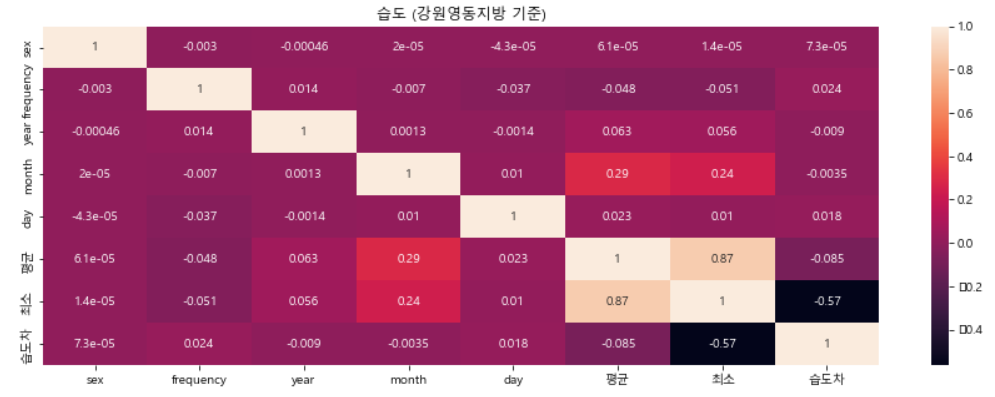 습도 (강원영동지방 기준)
sex 1 -0.003 -0.00046 2e-05 -4.3e-05 6.1e-05 1.4e-05 7.3e-05
frequency -0.003 1 0.014 -0.007 -0.037 -0.048 -0.051 0.024
year -0.00046 0.014 1 0.0013 -0.0014 0.063 0.056 -0.009
month 2e-05 -0.007 0.0013 1 0.01 0.29 0.24 -0.0035
day -4.3e-05 -0.037 -0.0014 0.01 1 0.023 0.01 0.018
평균 6.1e-05 -0.048 0.063 0.29 0.023 1 0.87 -0.085
최소 1.4e-05 -0.051 0.056 0.24 0.01 0.87 1 -0.57
습도차 7.3e-05 0.024 -0.009 -0.0035 0.018 -0.085 -0.57 1
sex frequency year month day 평균 최소 습도차
1.0
0.8
0.6
0.4
0.2
0.0
□0.2
□0.4